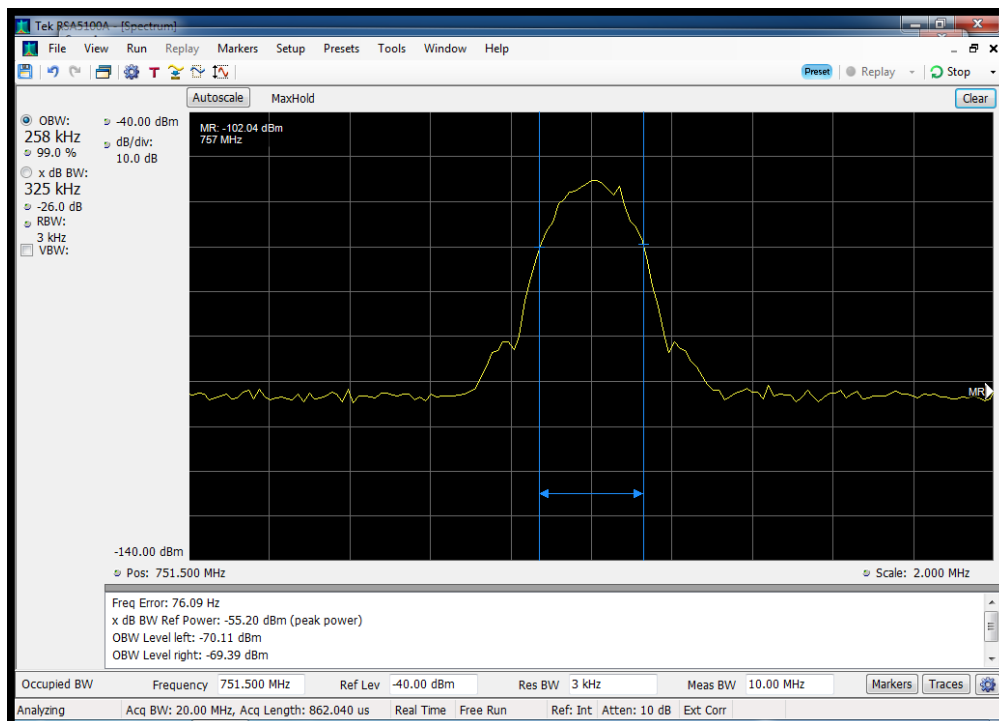 Tek RSA5100A - [Spectrum]
File View Run Replay Markers Setup Presets Tools Window Help
Preset Replay Stop
Autoscale MaxHold Clear
OBW:
258 kHz
99.0 %
x dB BW:
325 kHz
-26.0 dB
RBW:
3 kHz
VBW:
-40.00 dBm
dB/div:
10.0 dB
MR: -102.04 dBm
757 MHz
MR
-140.00 dBm
Pos: 751.500 MHz Scale: 2.000 MHz
Freq Error: 76.09 Hz
x dB BW Ref Power: -55.20 dBm (peak power)
OBW Level left: -70.11 dBm
OBW Level right: -69.39 dBm
Occupied BW Frequency 751.500 MHz Ref Lev -40.00 dBm Res BW 3 kHz Meas BW 10.00 MHz Markers Traces
Analyzing Acq BW: 20.00 MHz, Acq Length: 862.040 us Real Time Free Run Ref: Int Atten: 10 dB Ext Corr